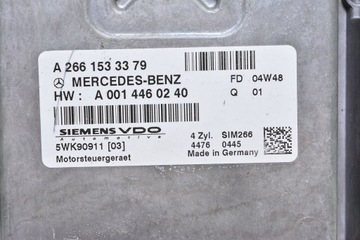 A 266 153 33 79
MERCEDES-BENZ FD 04W48
HW : A 001 446 02 40 Q 01
SIEMENS VDO
Automotive
4 Zyl. SIM266
5WK90911 [03] 4476 0445
Motorsteuergeraet Made in Germany